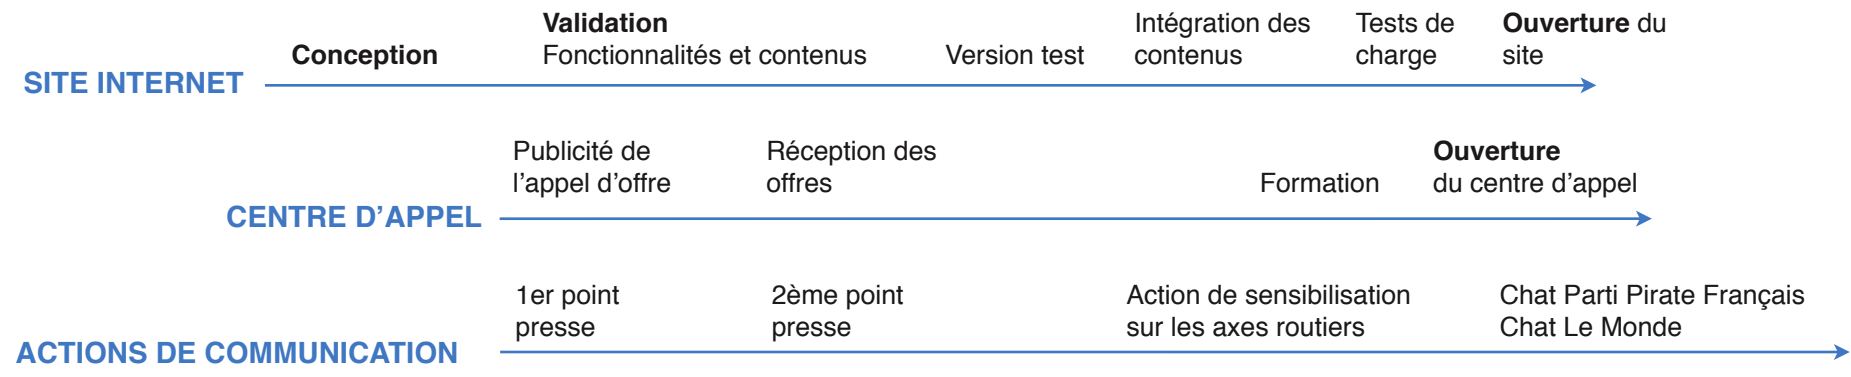 Conception
Validation
Fonctionnalités et contenus
Version test
Intégration des
contenus
Tests de
charge
Ouverture du
site
SITE INTERNET
Publicité de
l'appel d'offre
Réception des
offres
Formation
Ouverture
du centre d'appel
CENTRE D'APPEL
1er point
presse
2ème point
presse
Action de sensibilisation
sur les axes routiers
Chat Parti Pirate Français
Chat Le Monde
ACTIONS DE COMMUNICATION